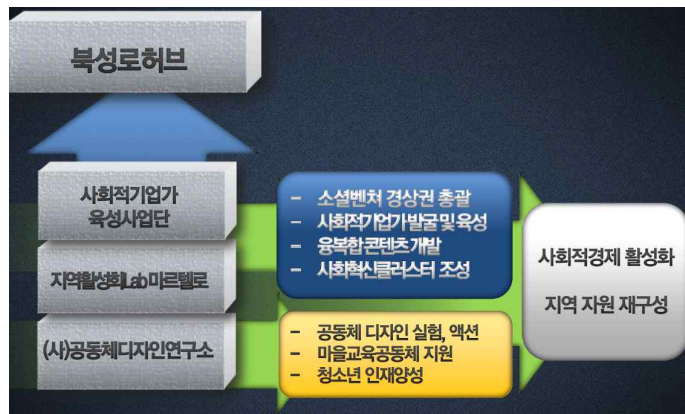 북성로허브
사회적기업가
육성사업단
지역활성화Lab 마르텔로
(사)공동체디자인연구소
- 소셜벤처 경상권 총괄
- 사회적기업가 발굴 및 육성
- 융복합 콘텐츠 개발
- 사회혁신클러스터 조성
- 공동체 디자인 실험, 액션
- 마을교육공동체 지원
- 청소년 인재양성
사회적경제 활성화
지역 자원 재구성